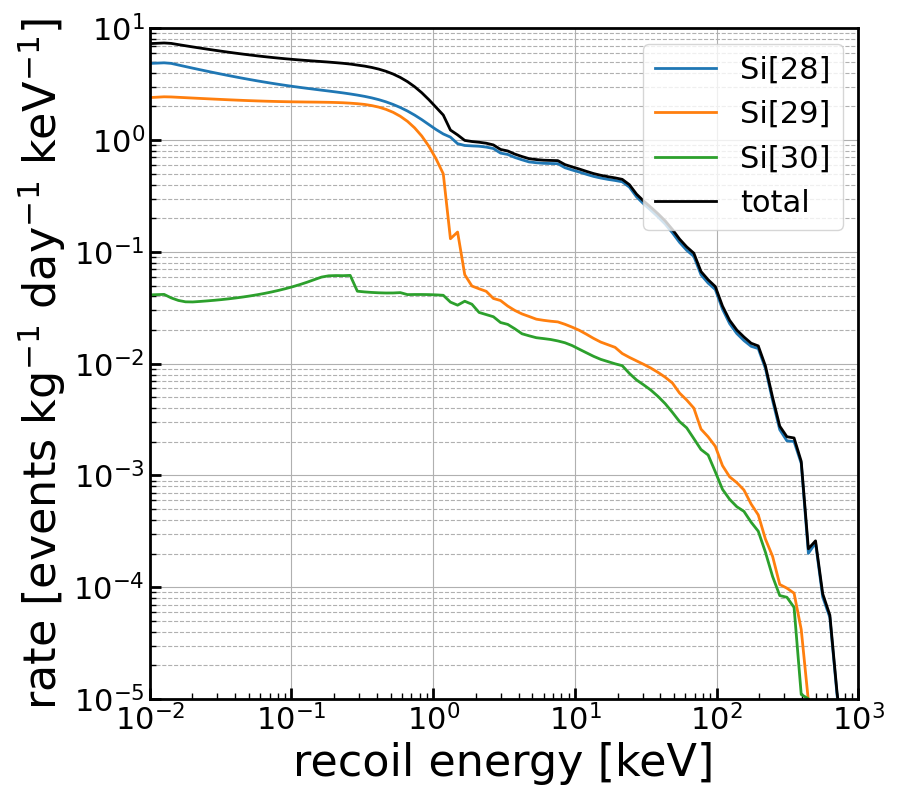 10¹
10⁰
10⁻¹
10⁻²
10⁻³
10⁻⁴
10⁻⁵
rate [events kg⁻¹ day⁻¹ keV⁻¹]
Si[28]
Si[29]
Si[30]
total
10⁻² 10⁻¹ 10⁰ 10¹ 10² 10³
recoil energy [keV]